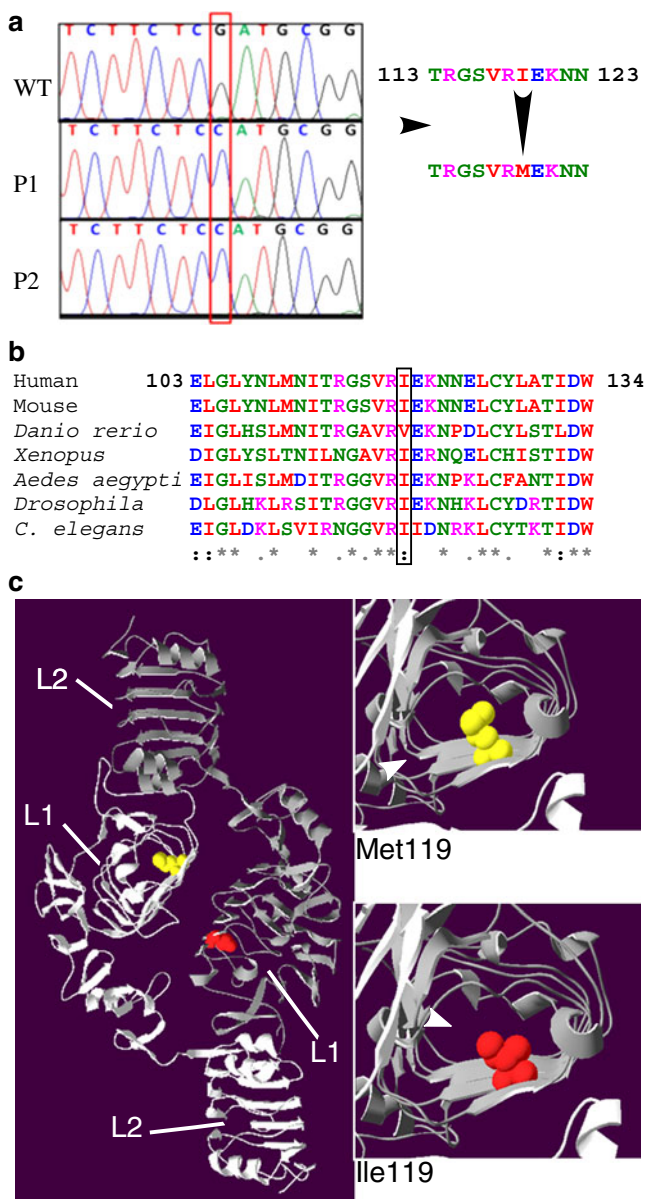 a
WT
T C T T C T C G A T G C G G
P1
T C T T C T C C A T G C G G
P2
T C T T C T C C A T G C G G
113 TRGSVRIEKNN 123
TRGSVRMEKNN
b
Human 103 ELGLYNLMNITRGSVRIEKNNELCYLATIDW 134
Mouse ELGLYNLMNITRGSVRIEKNNELCYLATIDW
Danio rerio EIGLHSLTNITRGAVRVEKNPDLCYLSTLDW
Xenopus DIGLYSLTNILNGAVRIERNQELCHISTIDW
Aedes aegypti EIGLISLMDITRGGVRIEKNPKLCFANTIDW
Drosophila DLGLHKLRSITRGGVRIEKNHKLCYDRTIDW
C. elegans EIGLDKLSVIRNGGVRIIDNRKLCYTKTIDW
::** .*  * .*.**:  * **.  *:**
c
L2
L1
L1
L2
Met119
Ile119